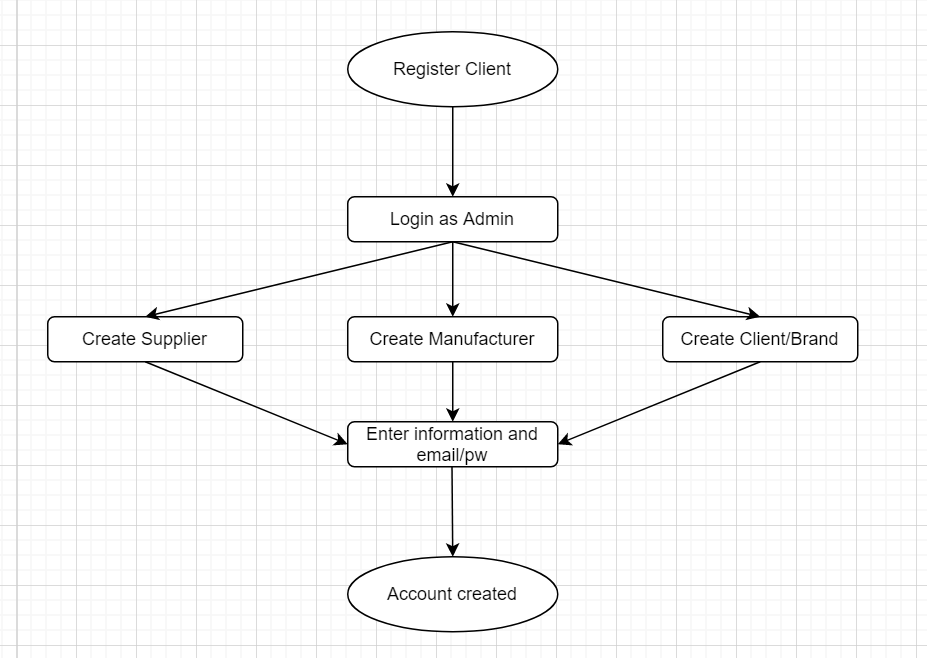 Register Client
Login as Admin
Create Supplier
Create Manufacturer
Create Client/Brand
Enter information and
email/pw
Account created